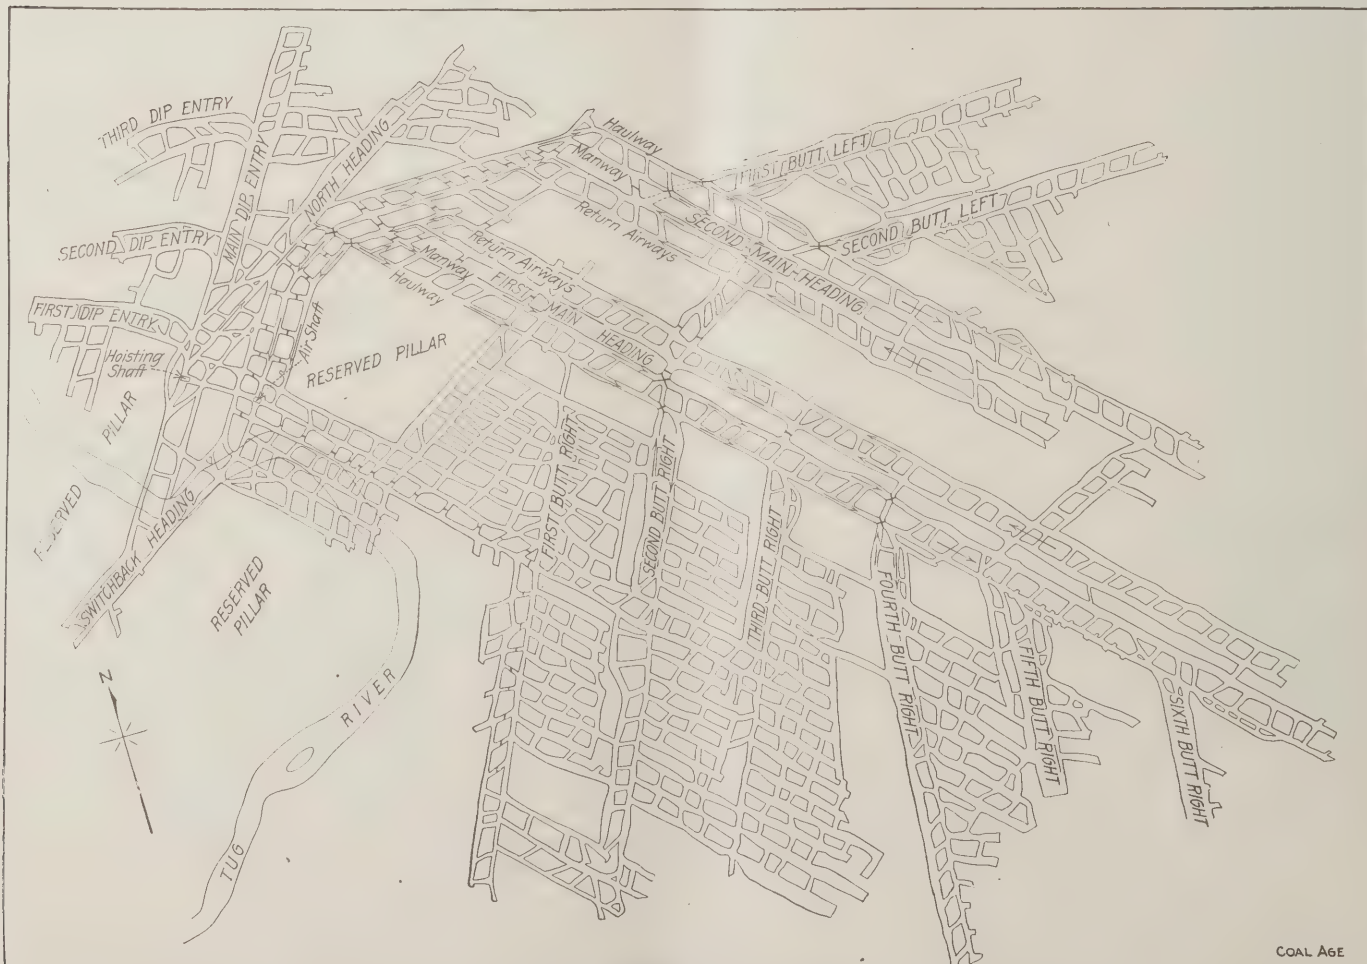 THIRD DIP ENTRY
MAIN DIP ENTRY
NORTH HEADING
SECOND DIP ENTRY
FIRST DIP ENTRY
Hoisting
Shaft
Air Shaft
RESERVED PILLAR
RESERVED
PILLAR
SWITCHBACK HEADING
RESERVED
PILLAR
N
TUG RIVER
Haulway
Manway
Return Airways
FIRST BUTT LEFT
SECOND BUTT LEFT
SECOND MAIN HEADING
Return Airways
Manway
Haulway
FIRST MAIN HEADING
FIRST BUTT RIGHT
SECOND BUTT RIGHT
THIRD BUTT RIGHT
FOURTH BUTT RIGHT
FIFTH BUTT RIGHT
SIXTH BUTT RIGHT
COAL AGE